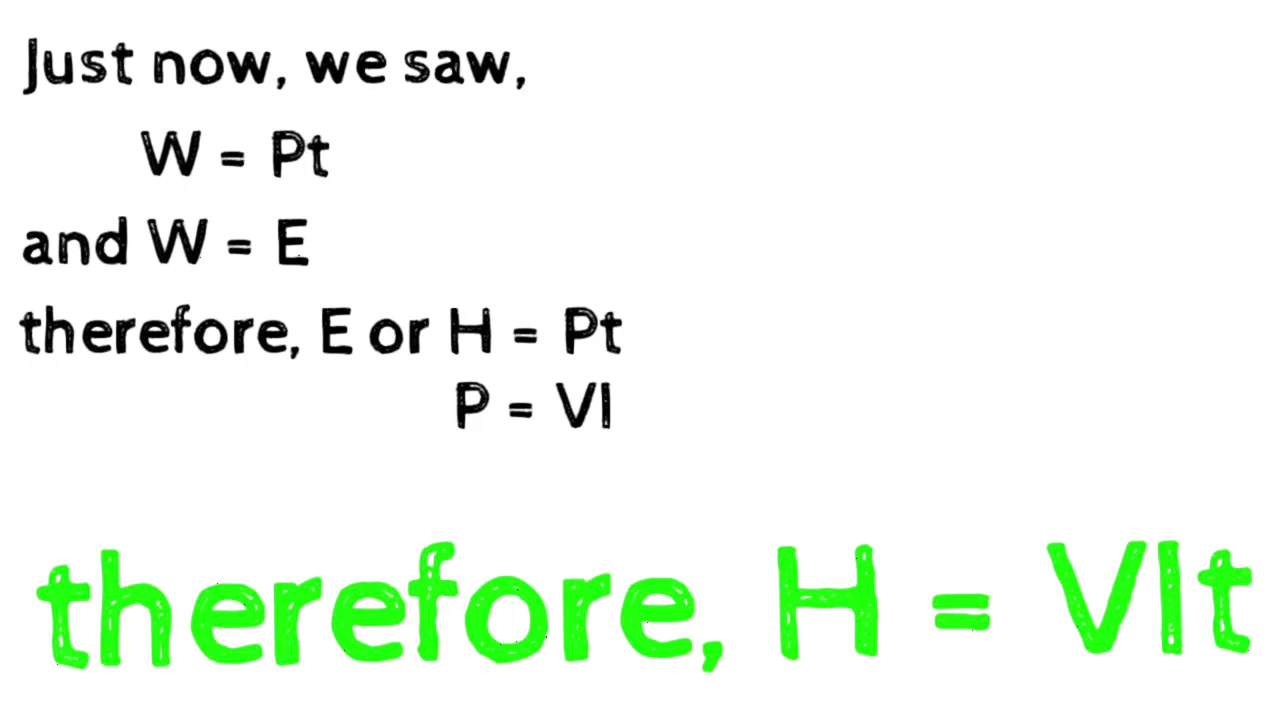 Just now, we saw,
W = Pt
and W = E
therefore, E or H = Pt
P = VI
therefore, H = VIt